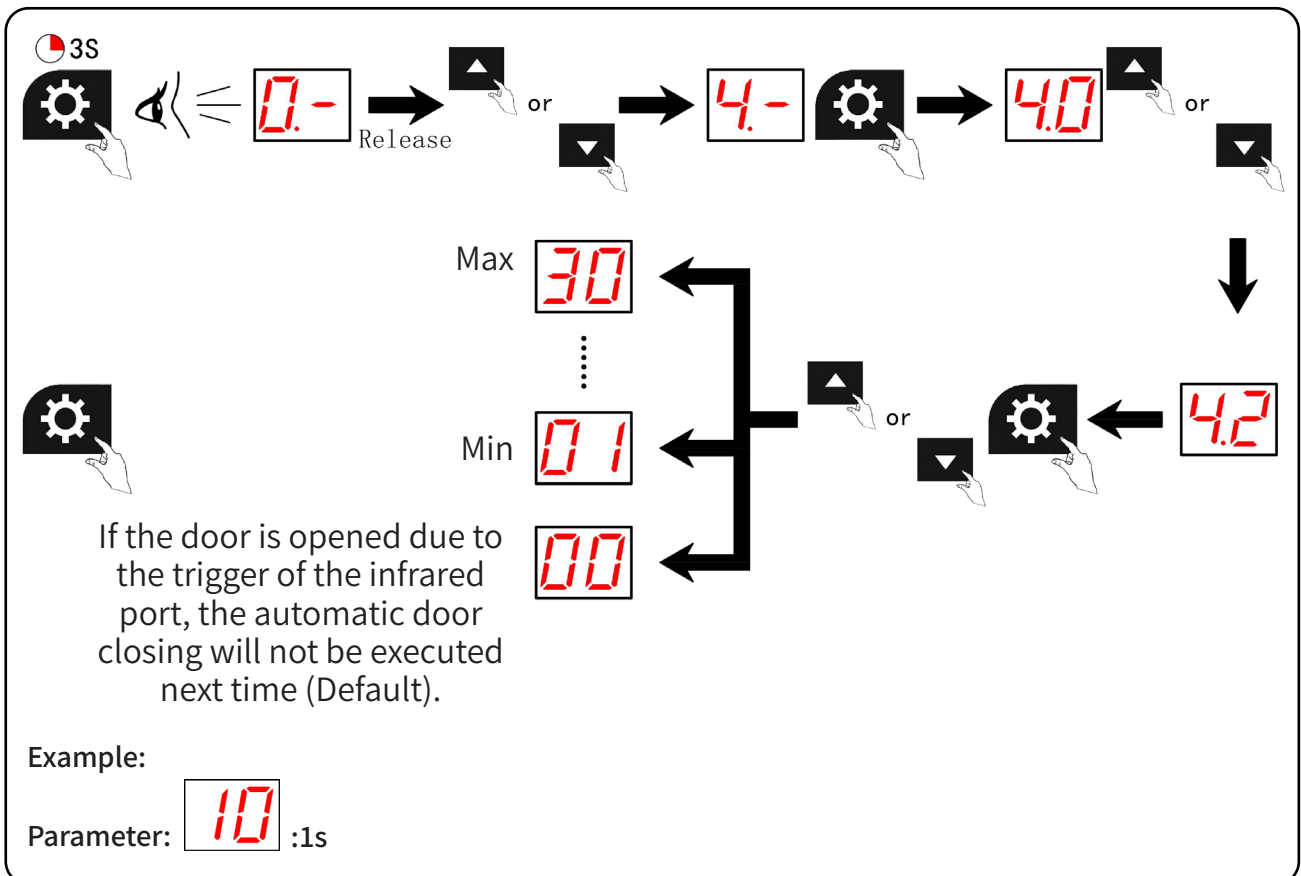 3S
0.-
Release
or
4.-
4.0
or
Max 30
Min 01
or
4.2
00
If the door is opened due to
the trigger of the infrared
port, the automatic door
closing will not be executed
next time (Default).
Example:
Parameter: 10 :1s